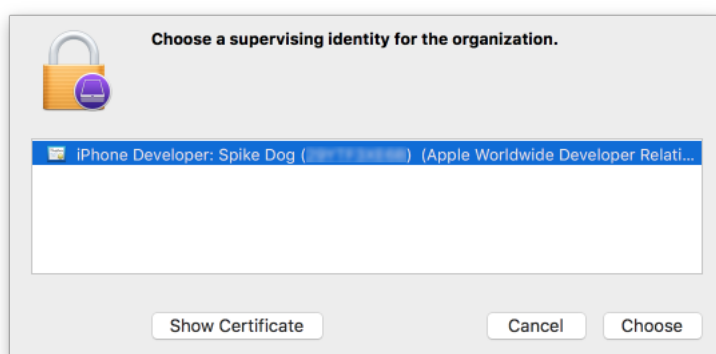 Choose a supervising identity for the organization.
iPhone Developer: Spike Dog ( ) (Apple Worldwide Developer Relati...
Show Certificate
Cancel
Choose